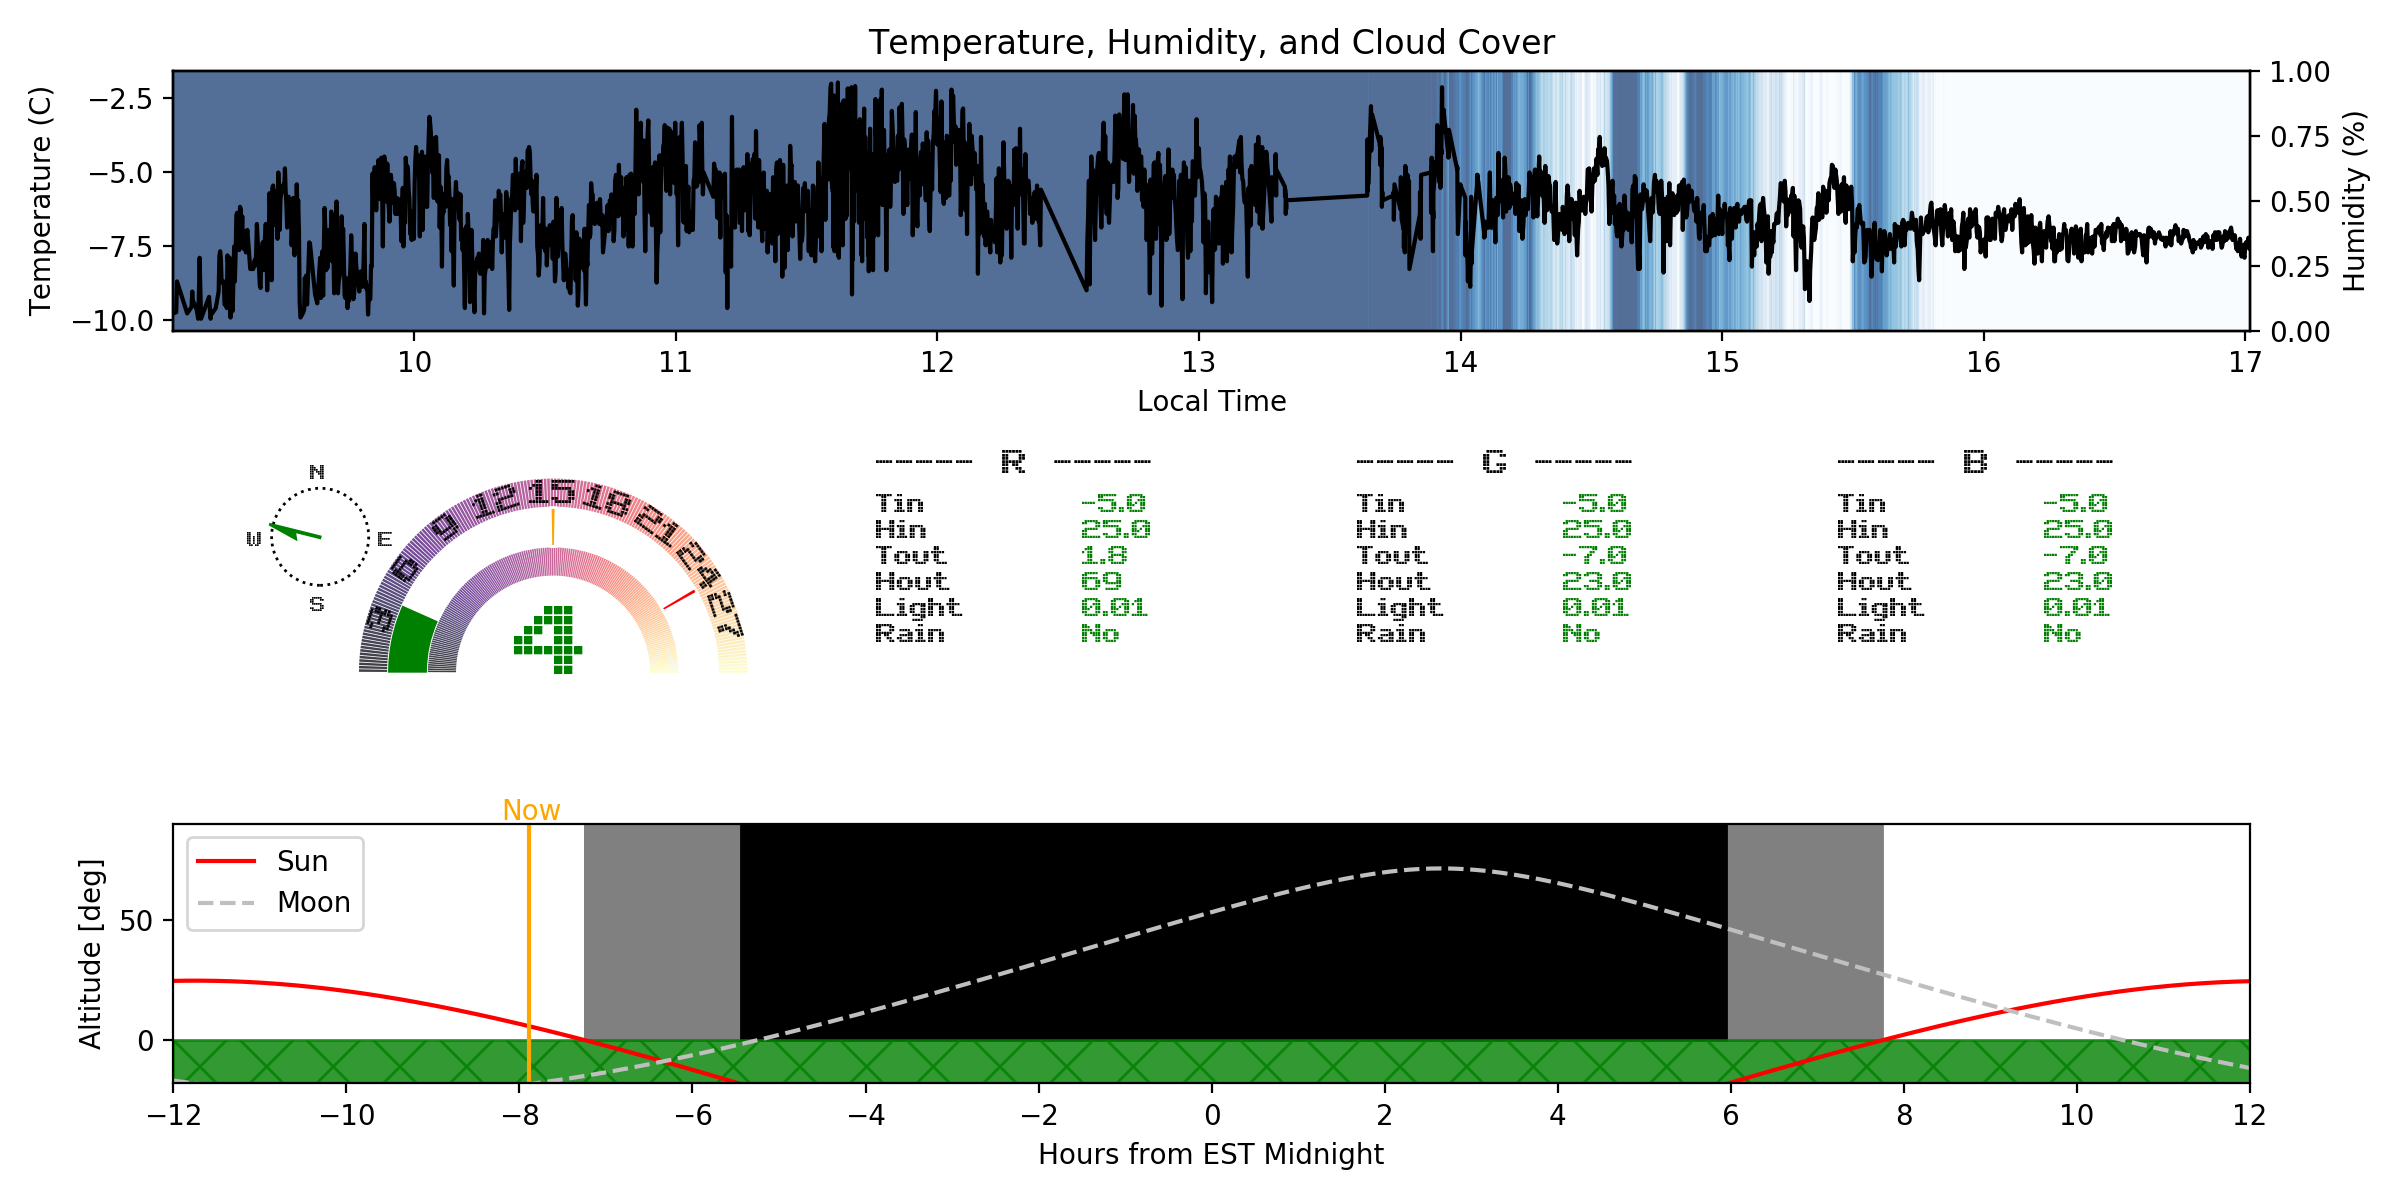 Temperature, Humidity, and Cloud Cover
Temperature (C)
−2.5
−5.0
−7.5
−10.0
1.00
0.75
0.50
0.25
0.00
Humidity (%)
10 11 12 13 14 15 16 17
Local Time
N
W E
S
3 6 9 12 15 18 21 24 27
4
----- R -----
Tin -5.0
Hin 25.0
Tout 1.8
Hout 69
Light 0.01
Rain No
----- G -----
Tin -5.0
Hin 25.0
Tout -7.0
Hout 23.0
Light 0.01
Rain No
----- B -----
Tin -5.0
Hin 25.0
Tout -7.0
Hout 23.0
Light 0.01
Rain No
Now
Sun
Moon
Altitude [deg]
50
0
−12 −10 −8 −6 −4 −2 0 2 4 6 8 10 12
Hours from EST Midnight